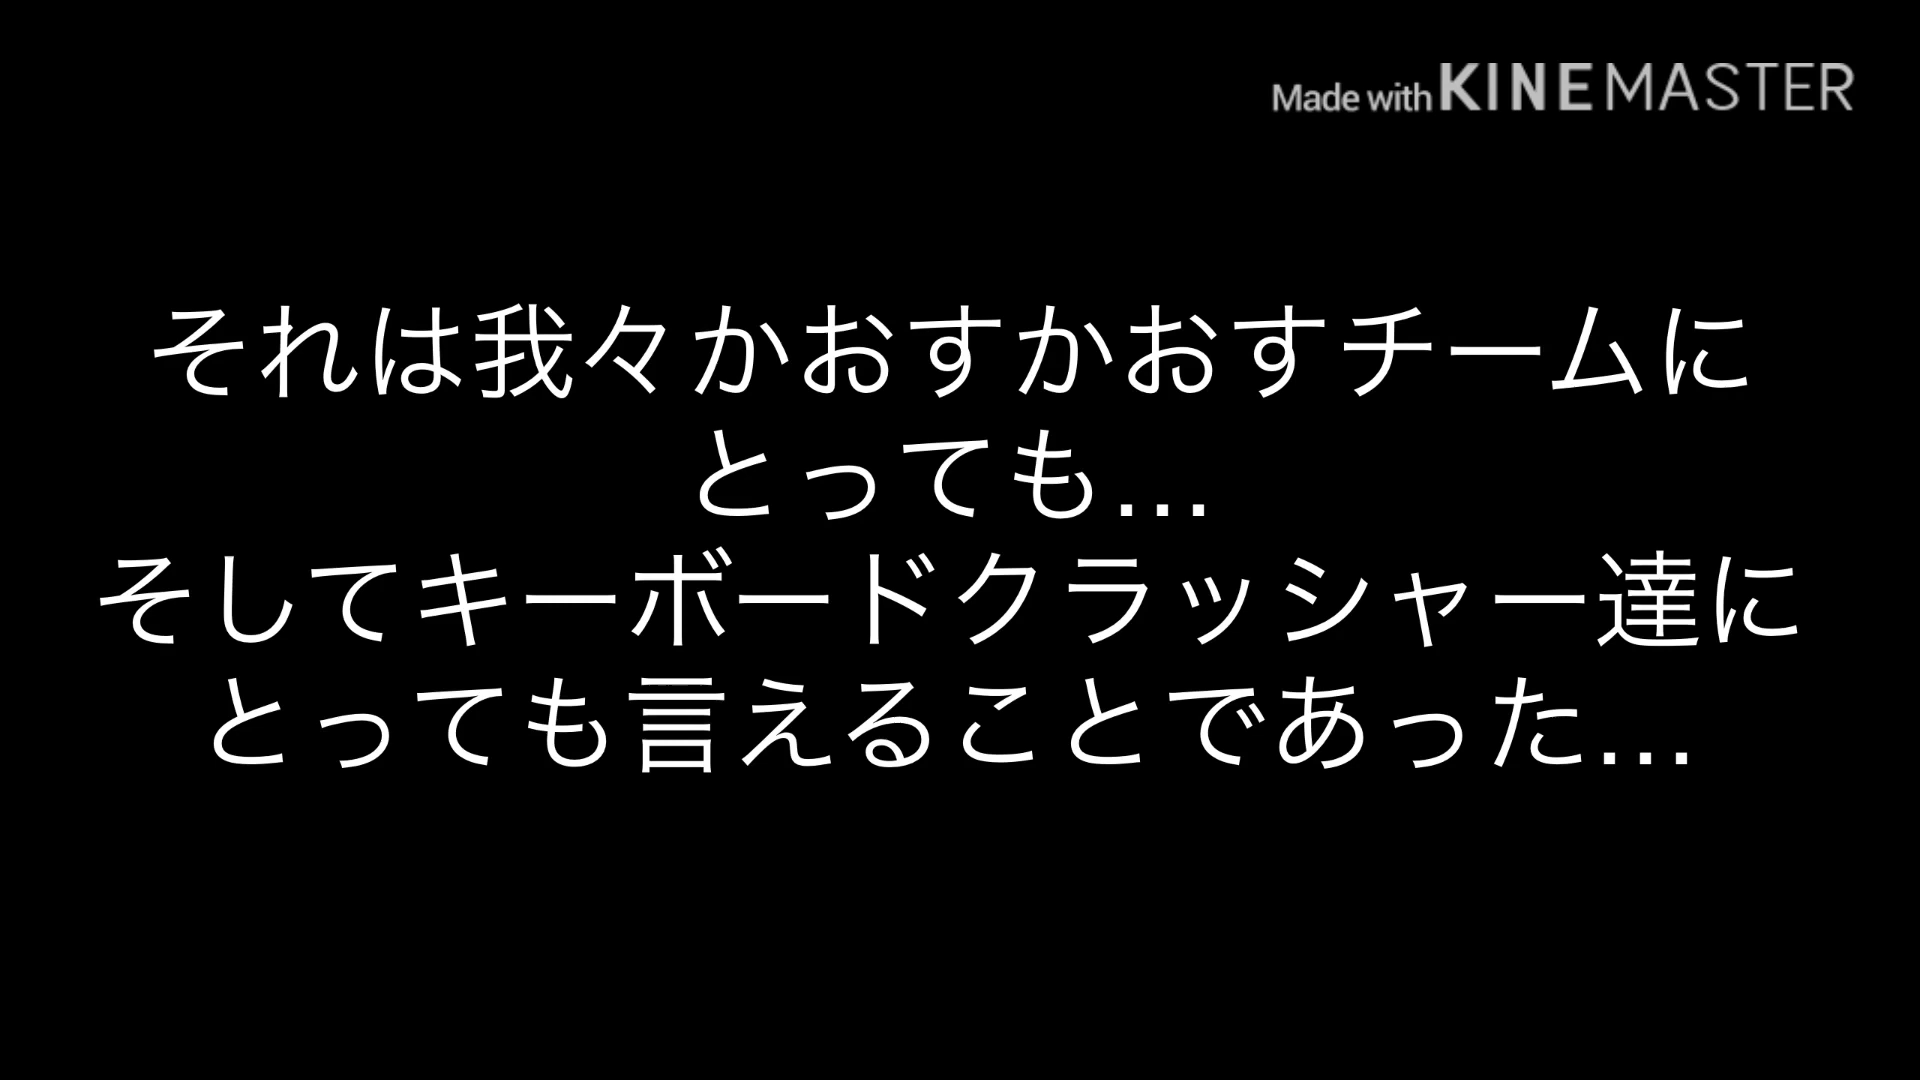 Made with KINEMASTER
それは我々かおすかおすチームに
とっても…
そしてキーボードクラッシャー達に
とっても言えることであった…